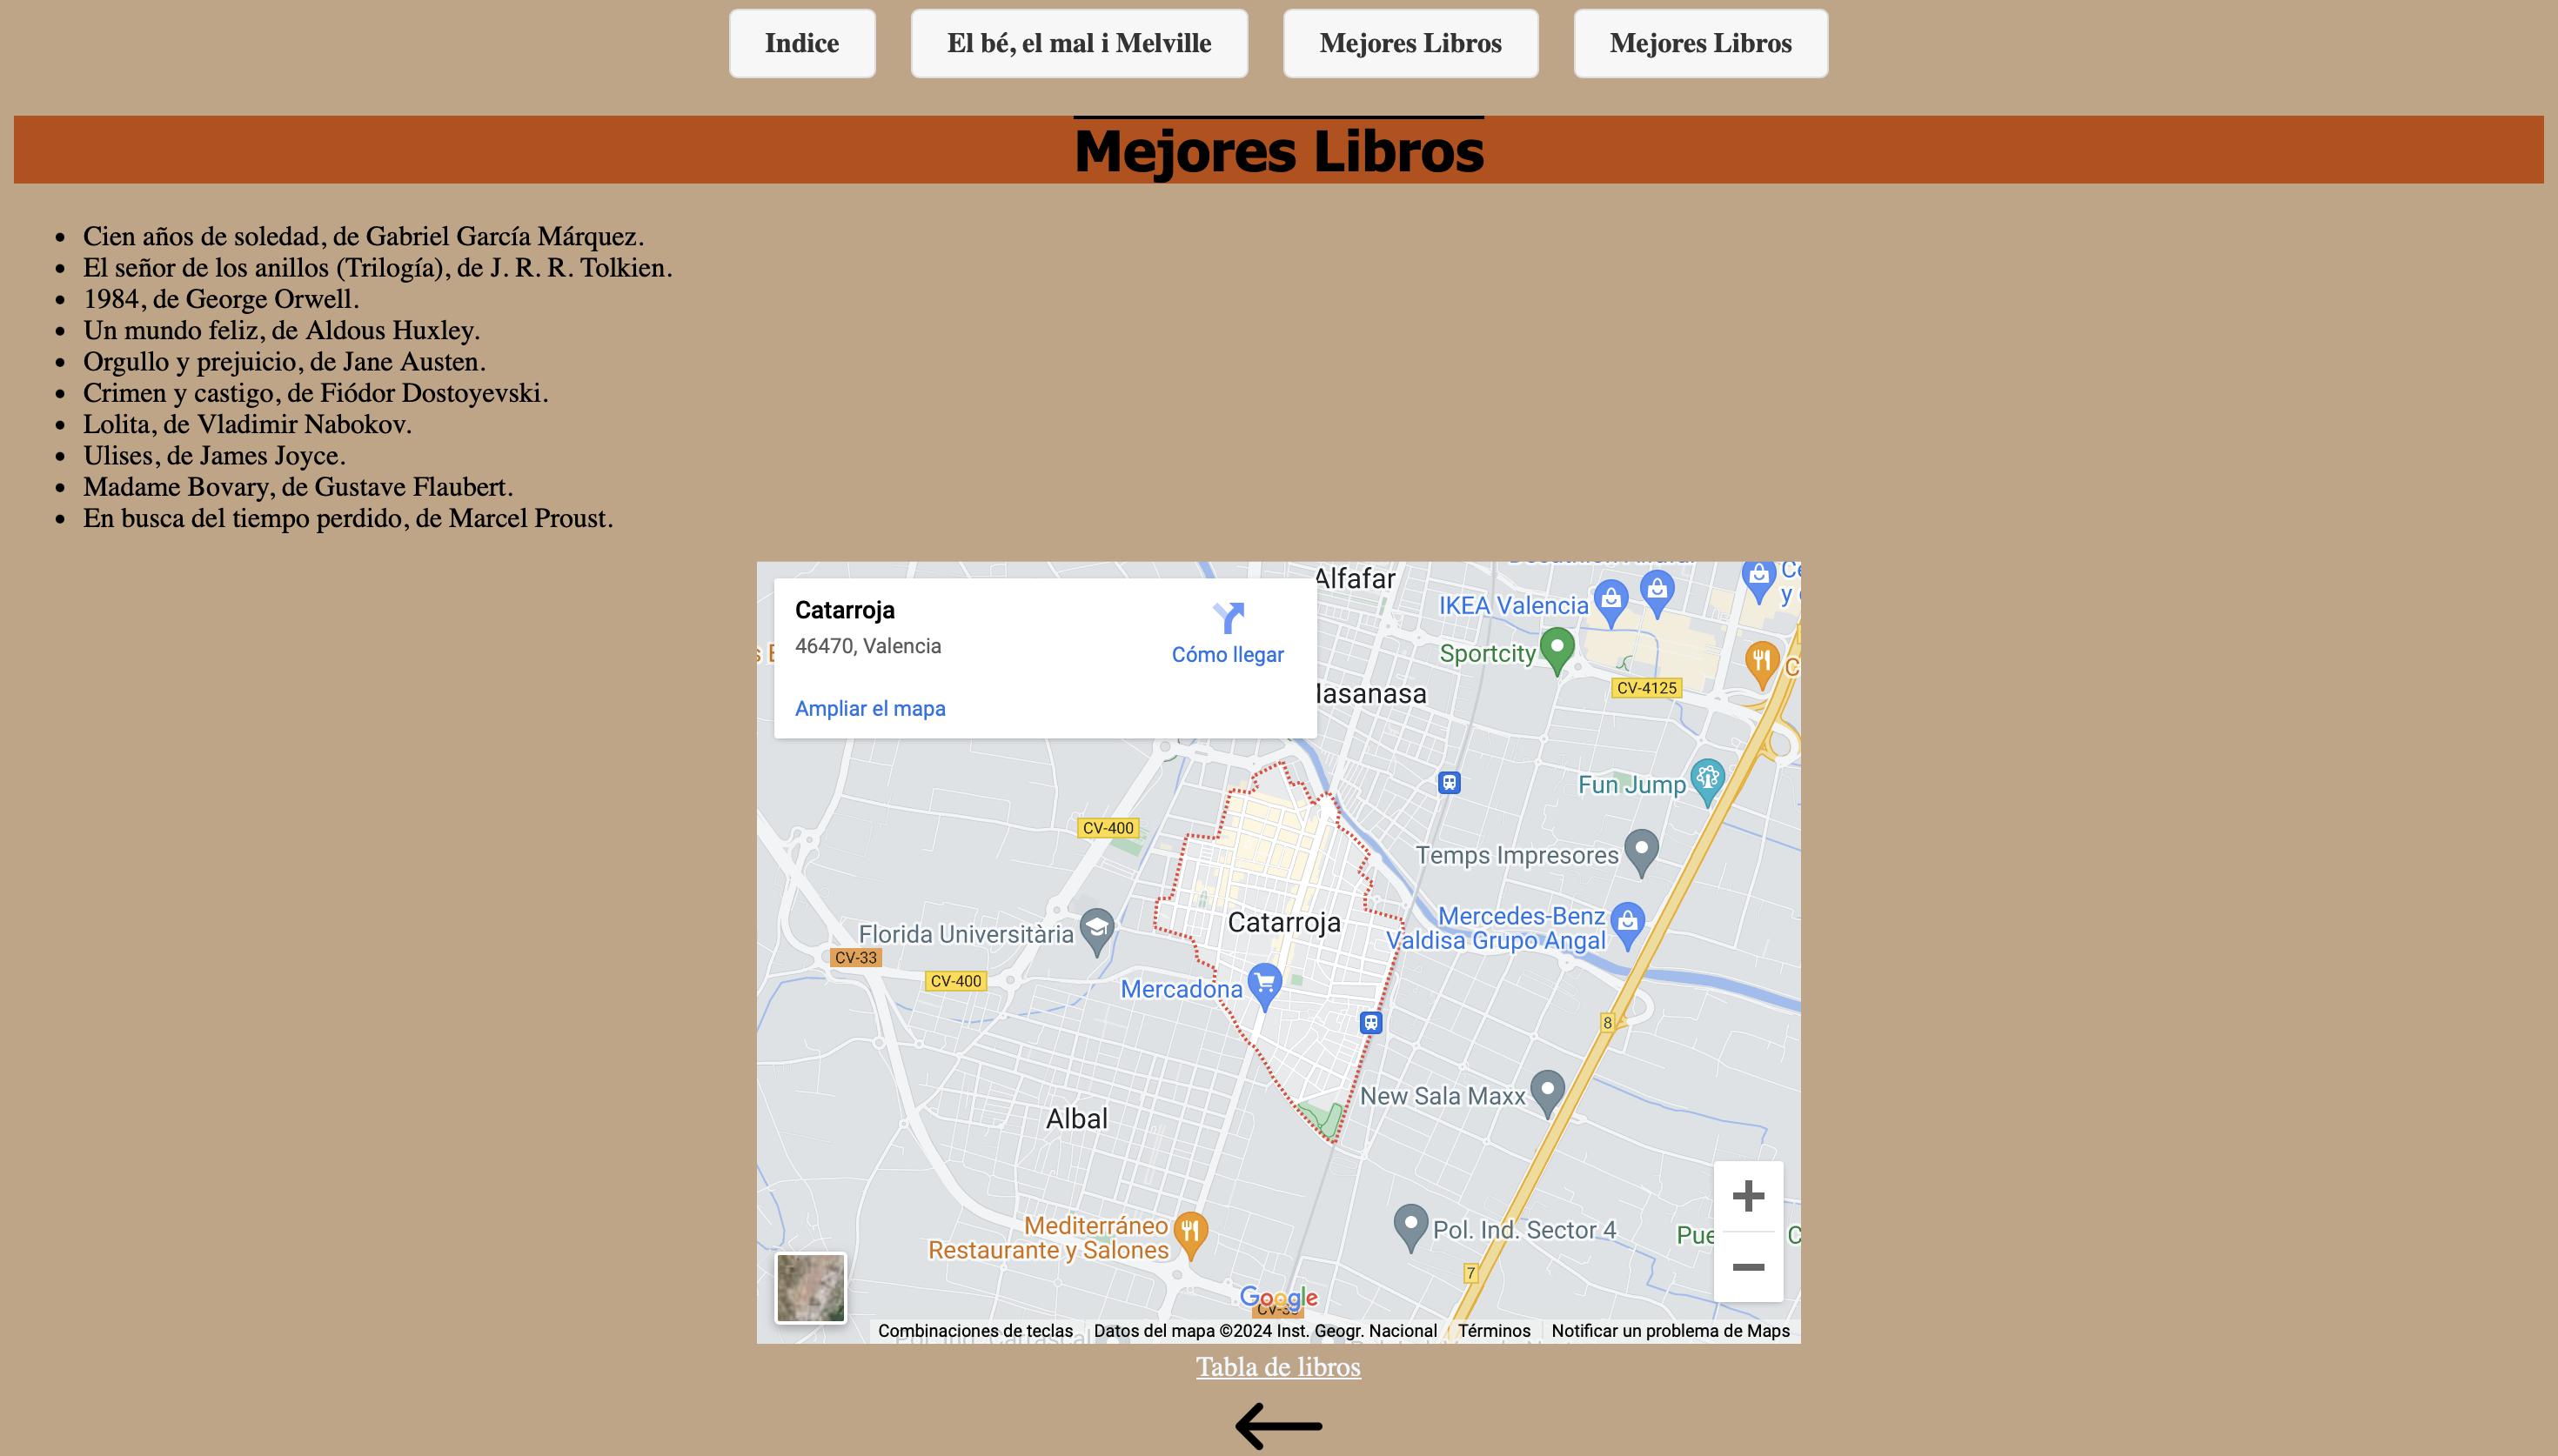 Indice
El bé, el mal i Melville
Mejores Libros
Mejores Libros
Mejores Libros
Cien años de soledad, de Gabriel García Márquez.
El señor de los anillos (Trilogía), de J. R. R. Tolkien.
1984, de George Orwell.
Un mundo feliz, de Aldous Huxley.
Orgullo y prejuicio, de Jane Austen.
Crimen y castigo, de Fiódor Dostoyevski.
Lolita, de Vladimir Nabokov.
Ulises, de James Joyce.
Madame Bovary, de Gustave Flaubert.
En busca del tiempo perdido, de Marcel Proust.
Catarroja
46470, Valencia
Cómo llegar
Ampliar el mapa
Alfafar
IKEA Valencia
Sportcity
CV-4125
Fun Jump
CV-400
Temps Impresores
Catarroja
Mercedes-Benz
Valdisa Grupo Angal
Florida Universitària
CV-33
CV-400
Mercadona
8
New Sala Maxx
Albal
Mediterráneo
Restaurante y Salones
Pol. Ind. Sector 4
7
Google
Combinaciones de teclas
Datos del mapa ©2024 Inst. Geogr. Nacional
Términos
Notificar un problema de Maps
Tabla de libros